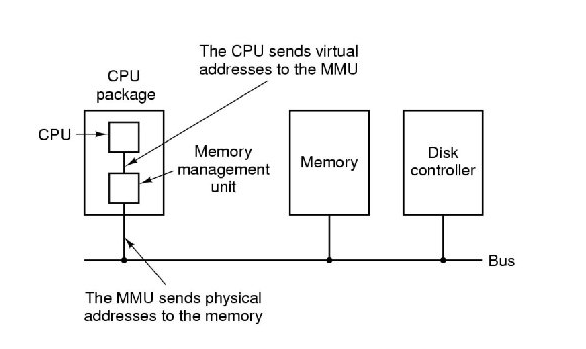 The CPU sends virtual
addresses to the MMU
CPU
package
CPU
Memory
management
unit
Memory
Disk
controller
Bus
The MMU sends physical
addresses to the memory